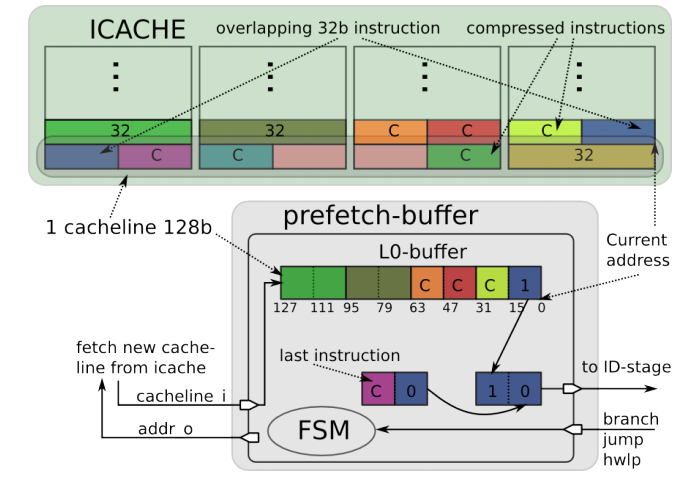 ICACHE
overlapping 32b instruction
compressed instructions
32
32
C
C
C
C
C
C
32
1 cacheline 128b
prefetch-buffer
L0-buffer
Current
address
C
C
C
1
127 111 95 79 63 47 31 15 0
fetch new cache-
line from icache
last instruction
to ID-stage
C
0
1
0
cacheline_i
addr_o
FSM
branch
jump
hwlp